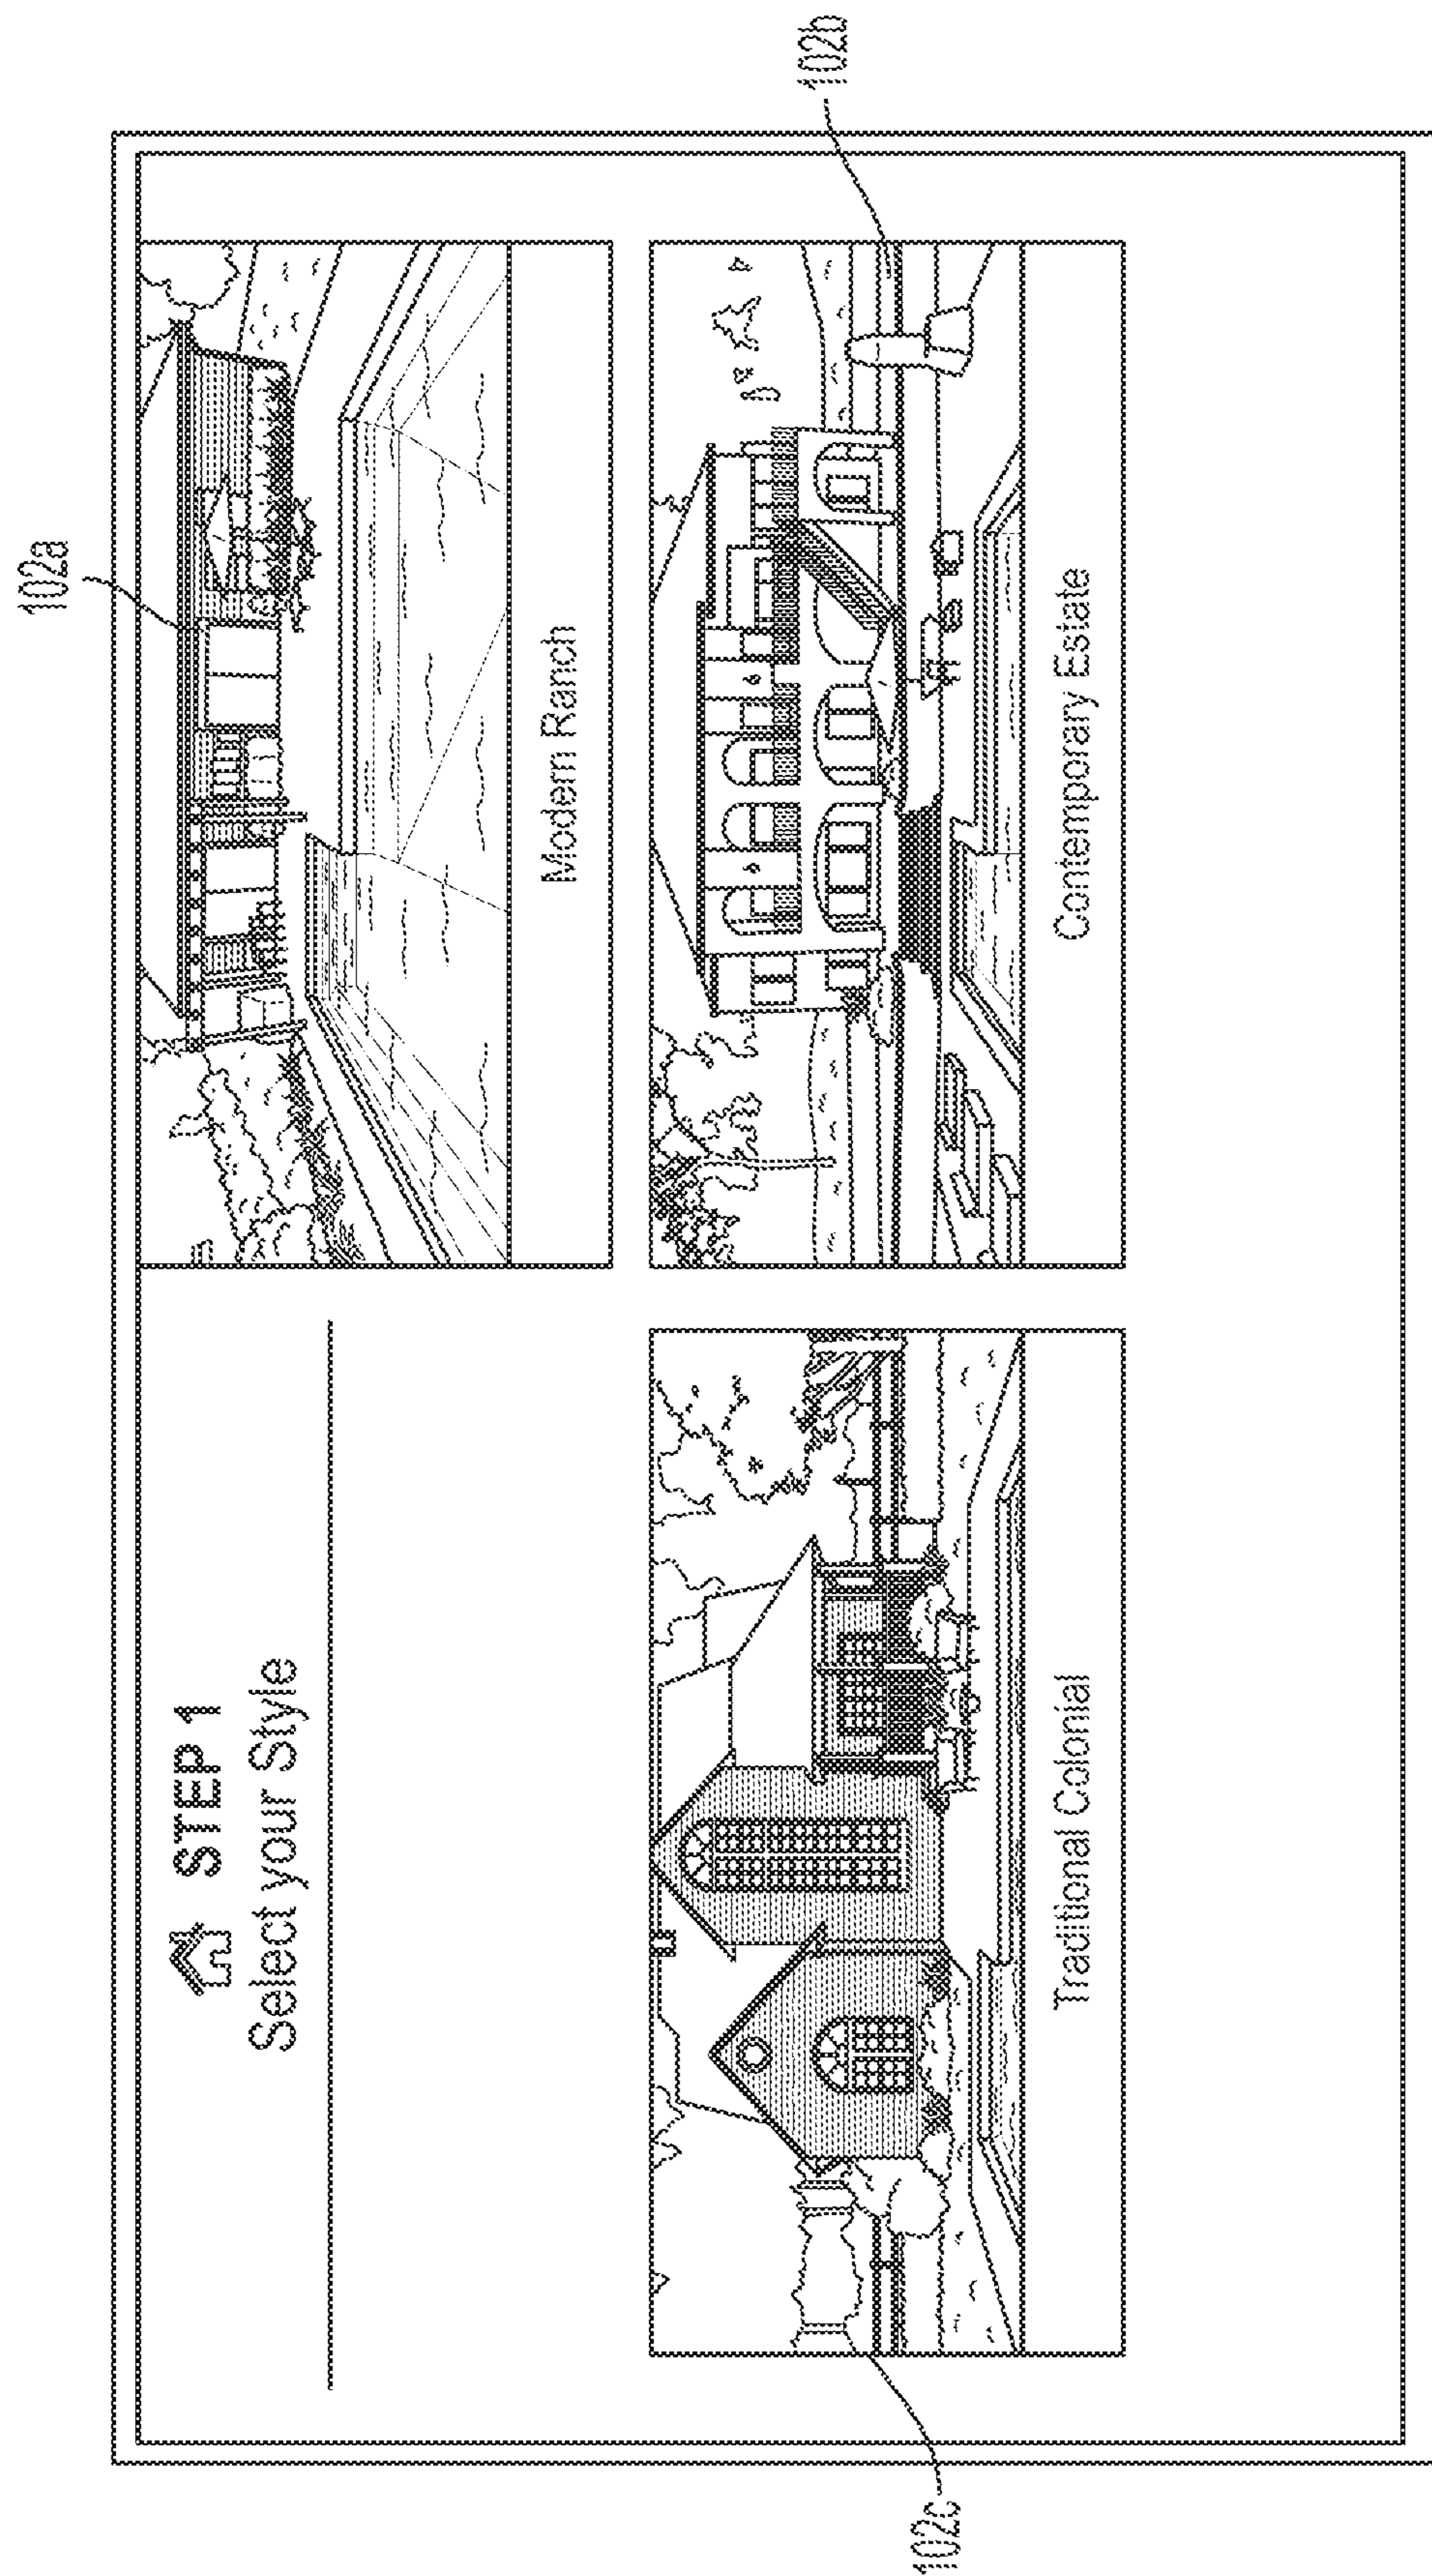 STEP 1
Select your Style
102a
Modern Ranch
102b
Contemporary Estate
102c
Traditional Colonial